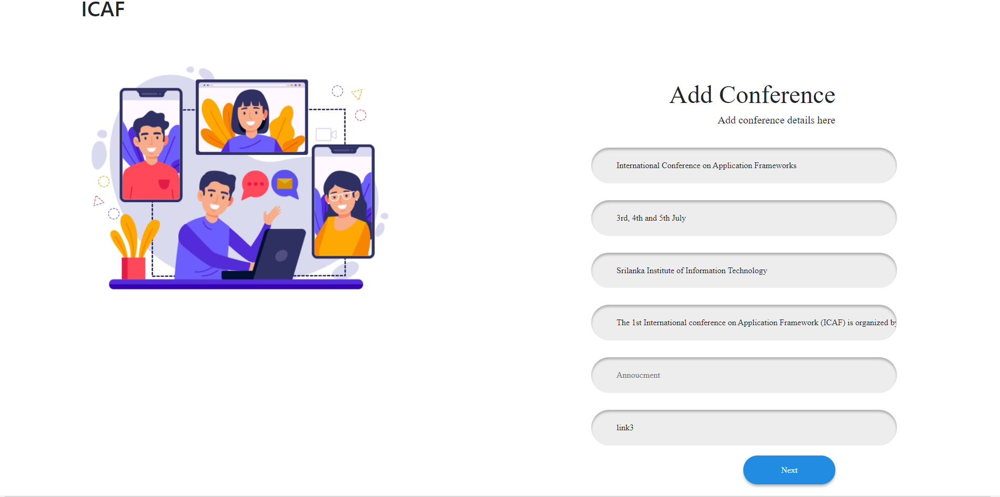 ICAF
Add Conference
Add conference details here
International Conference on Application Frameworks
3rd, 4th and 5th July
Srilanka Institute of Information Technology
The 1st International conference on Application Framework (ICAF) is organized by
Annoucment
link3
Next